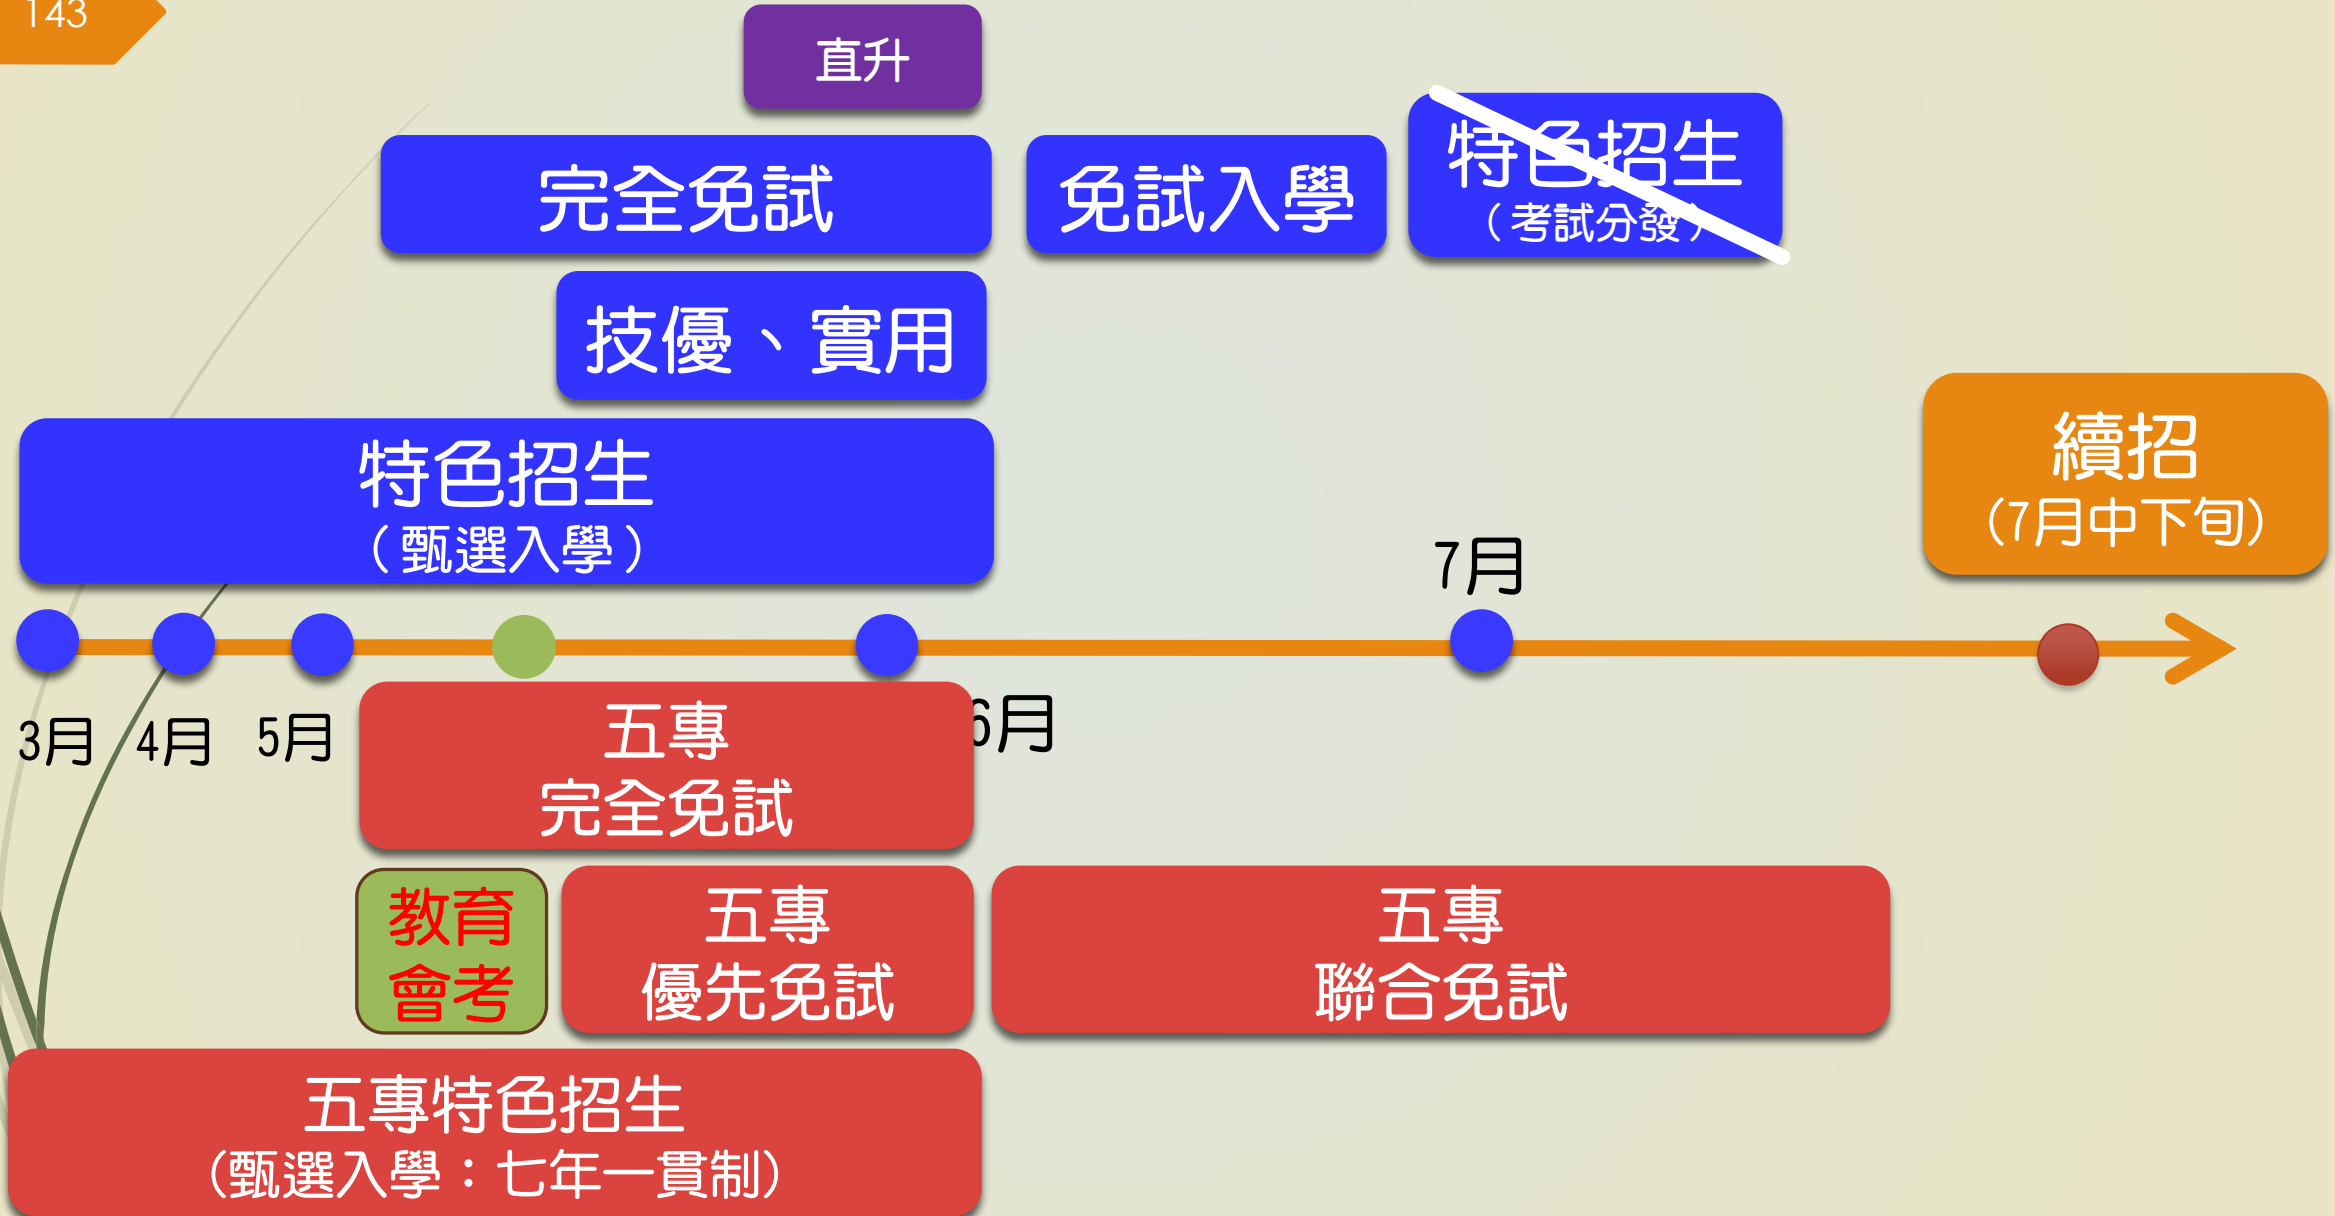 143
直升
完全免試
免試入學
特色招生
（考試分發）
技優、實用
特色招生
（甄選入學）
續招
(7月中下旬)
7月
3月
4月
5月
6月
五專
完全免試
教育
會考
五專
優先免試
五專
聯合免試
五專特色招生
(甄選入學：七年一貫制)